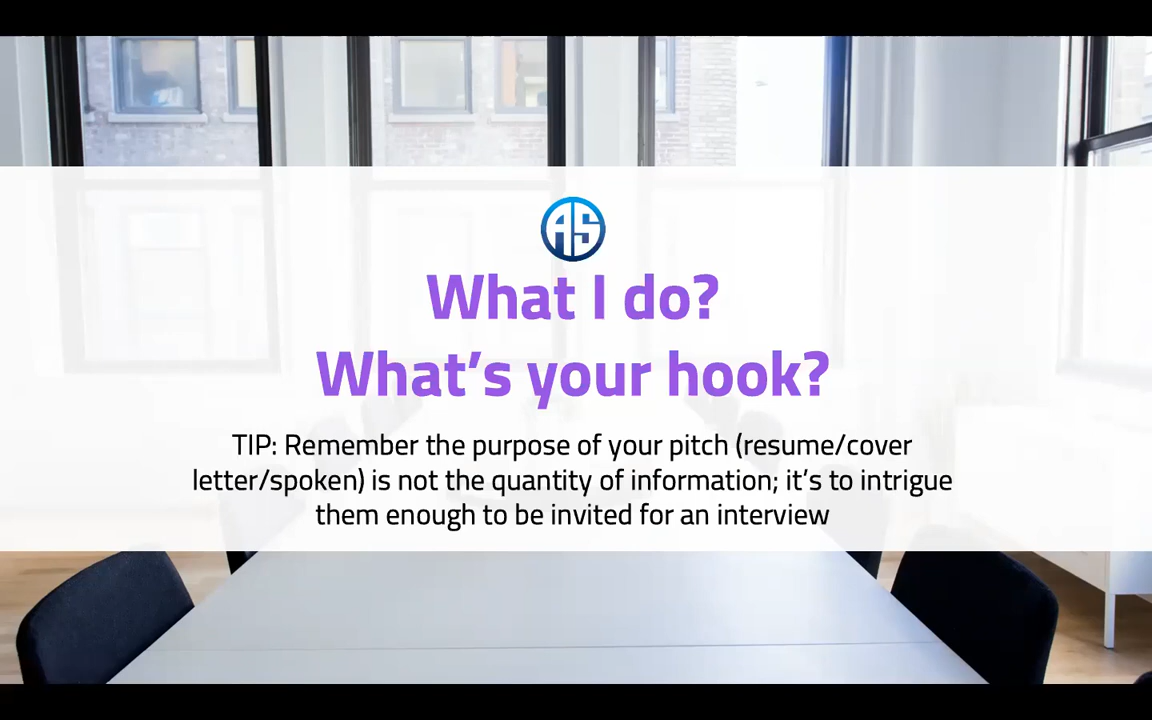 AS
What I do?
What’s your hook?
TIP: Remember the purpose of your pitch (resume/cover
letter/spoken) is not the quantity of information; it’s to intrigue
them enough to be invited for an interview